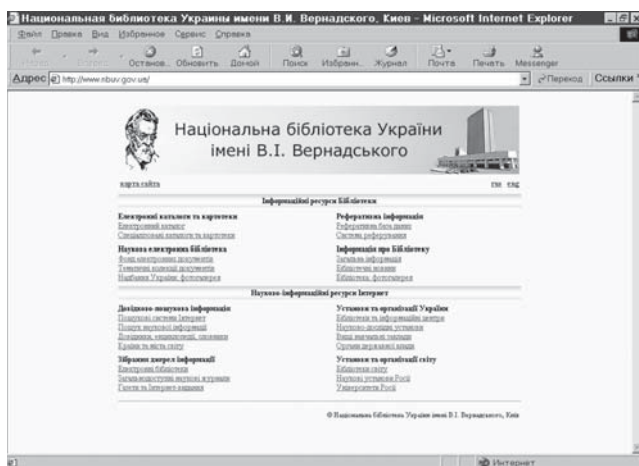 Национальная библиотека Украины имени В.И. Вернадского, Киев - Microsoft Internet Explorer
Файл Правка Вид Избранное Сервис Справка
Останов... Обновить Домой Поиск Избранн... Журнал Почта Печать Messenger
Адрес http://www.nbuv.gov.ua/ Переход Ссылки
Національна бібліотека України
імені В.І. Вернадського
карта сайта rus eng
Інформаційні ресурси Бібліотеки
Електронні каталоги та картотеки
Електронний каталог
Спеціалізовані каталоги та картотеки
Наукова електронна бібліотека
Фонд електронних документів
Тематичні колекції документів
Надбання України: фотогалерея
Реферативна інформація
Реферативна база даних
Система реферування
Інформація про Бібліотеку
Загальна інформація
Бібліотечні новини
Бібліотека: фотогалерея
Науково-інформаційні ресурси Інтернет
Довідково-пошукова інформація
Пошукові системи Інтернет
Пошук наукової інформації
Довідники, енциклопедії, словники
Країни та міста світу
Зібрання джерел інформації
Електронні бібліотеки
Загальнодоступні наукові журнали
Газети та Інтернет-видання
Установи та організації України
Бібліотеки та інформаційні центри
Науково-дослідні установи
Вищі навчальні заклади
Органи державної влади
Установи та організації світу
Бібліотеки світу
Наукові установи Росії
Університети Росії
© Національна бібліотека України імені В.І. Вернадського, Київ
Интернет